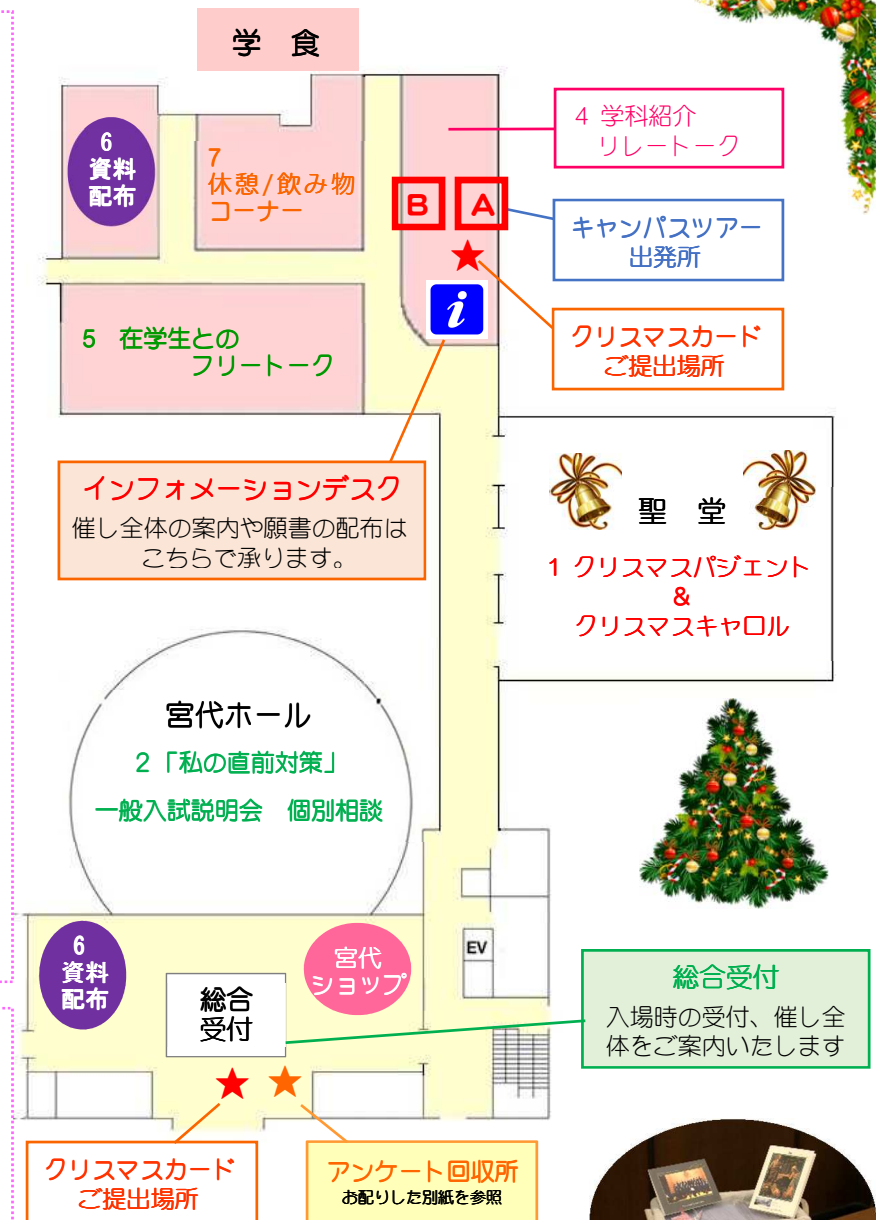 学 食
6
資料
配布
7
休憩/飲み物
コーナー
B
A
4 学科紹介
リレートーク
キャンパスツアー
出発所
i
クリスマスカード
ご提出場所
5 在学生との
フリートーク
インフォメーションデスク
催し全体の案内や願書の配布は
こちらで承ります。
聖 堂
1 クリスマスパジェント
&
クリスマスキャロル
宮代ホール
2「私の直前対策」
一般入試説明会 個別相談
6
資料
配布
宮代
ショップ
EV
総合
受付
総合受付
入場時の受付、催し全
体をご案内いたします
クリスマスカード
ご提出場所
アンケート回収所
お配りした別紙を参照